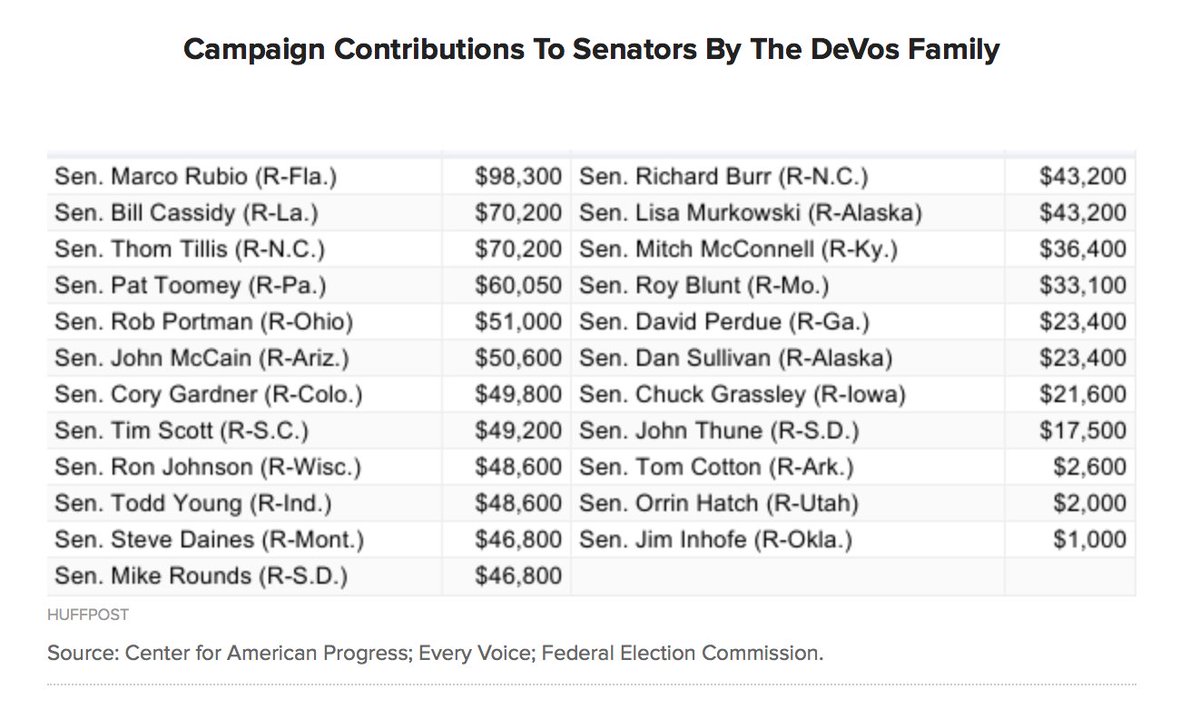 Campaign Contributions To Senators By The DeVos Family
Sen. Marco Rubio (R-Fla.) $98,300 Sen. Richard Burr (R-N.C.) $43,200
Sen. Bill Cassidy (R-La.) $70,200 Sen. Lisa Murkowski (R-Alaska) $43,200
Sen. Thom Tillis (R-N.C.) $70,200 Sen. Mitch McConnell (R-Ky.) $36,400
Sen. Pat Toomey (R-Pa.) $60,050 Sen. Roy Blunt (R-Mo.) $33,100
Sen. Rob Portman (R-Ohio) $51,000 Sen. David Perdue (R-Ga.) $23,400
Sen. John McCain (R-Ariz.) $50,600 Sen. Dan Sullivan (R-Alaska) $23,400
Sen. Cory Gardner (R-Colo.) $49,800 Sen. Chuck Grassley (R-Iowa) $21,600
Sen. Tim Scott (R-S.C.) $49,200 Sen. John Thune (R-S.D.) $17,500
Sen. Ron Johnson (R-Wisc.) $48,600 Sen. Tom Cotton (R-Ark.) $2,600
Sen. Todd Young (R-Ind.) $48,600 Sen. Orrin Hatch (R-Utah) $2,000
Sen. Steve Daines (R-Mont.) $46,800 Sen. Jim Inhofe (R-Okla.) $1,000
Sen. Mike Rounds (R-S.D.) $46,800
HUFFPOST
Source: Center for American Progress; Every Voice; Federal Election Commission.